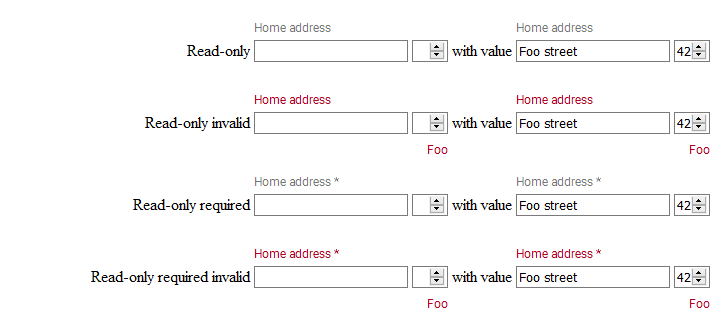 Home address Home address
Read-only with value Foo street 42
Home address Home address
Read-only invalid with value Foo street 42
Foo Foo
Home address * Home address *
Read-only required with value Foo street 42
Home address * Home address *
Read-only required invalid with value Foo street 42
Foo Foo